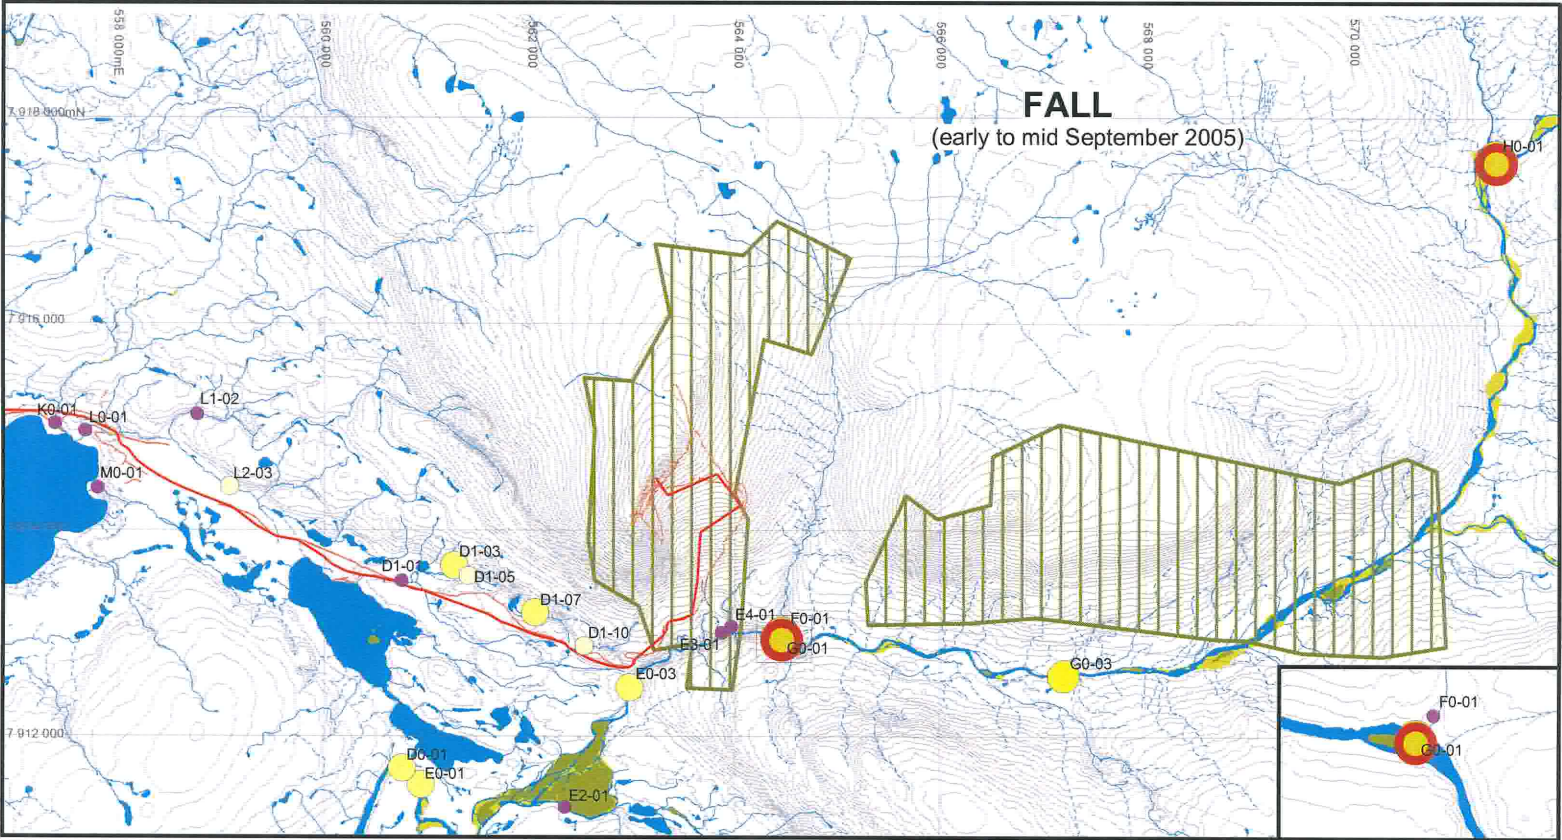 558 000mE
560 000
562 000
564 000
566 000
568 000
570 000
7 918 000mN
FALL
(early to mid September 2005)
H0-01
7 916 000
L1-02
K0-01
L0-01
M0-01
L2-03
D1-03
D1-05
D1-07
D1-10
E4-01
F0-01
E3-01
G0-01
E0-03
G0-03
7 912 000
D0-01
E0-01
E2-01
F0-01
G0-01